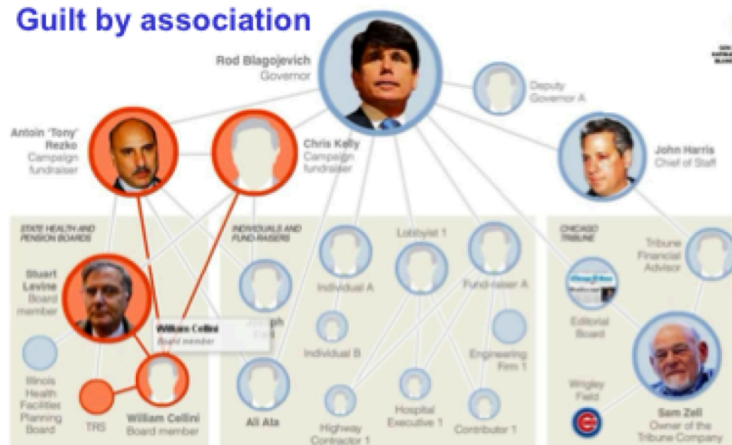 Guilt by association
Rod Blagojevich
Governor
Deputy
Governor A
Antoin 'Tony'
Rezko
Campaign
fundraiser
Chris Kelly
Campaign
fundraiser
John Harris
Chief of Staff
STATE HEALTH AND
PENSION BOARDS
INDIVIDUALS AND
FUND-RAISERS
CHICAGO
TRIBUNE
Stuart
Levine
Board
member
Lobbyist 1
Individual A
Fund-raiser A
Tribune
Financial
Advisor
William Cellini
Board member
Individual B
Engineering
Firm 1
Editorial
Board
Illinois
Health
Facilities
Planning
Board
TRS
William Cellini
Board member
Ali Ata
Highway
Contractor 1
Hospital
Executive 1
Contributor 1
Wrigley
Field
Sam Zell
Owner of the
Tribune Company